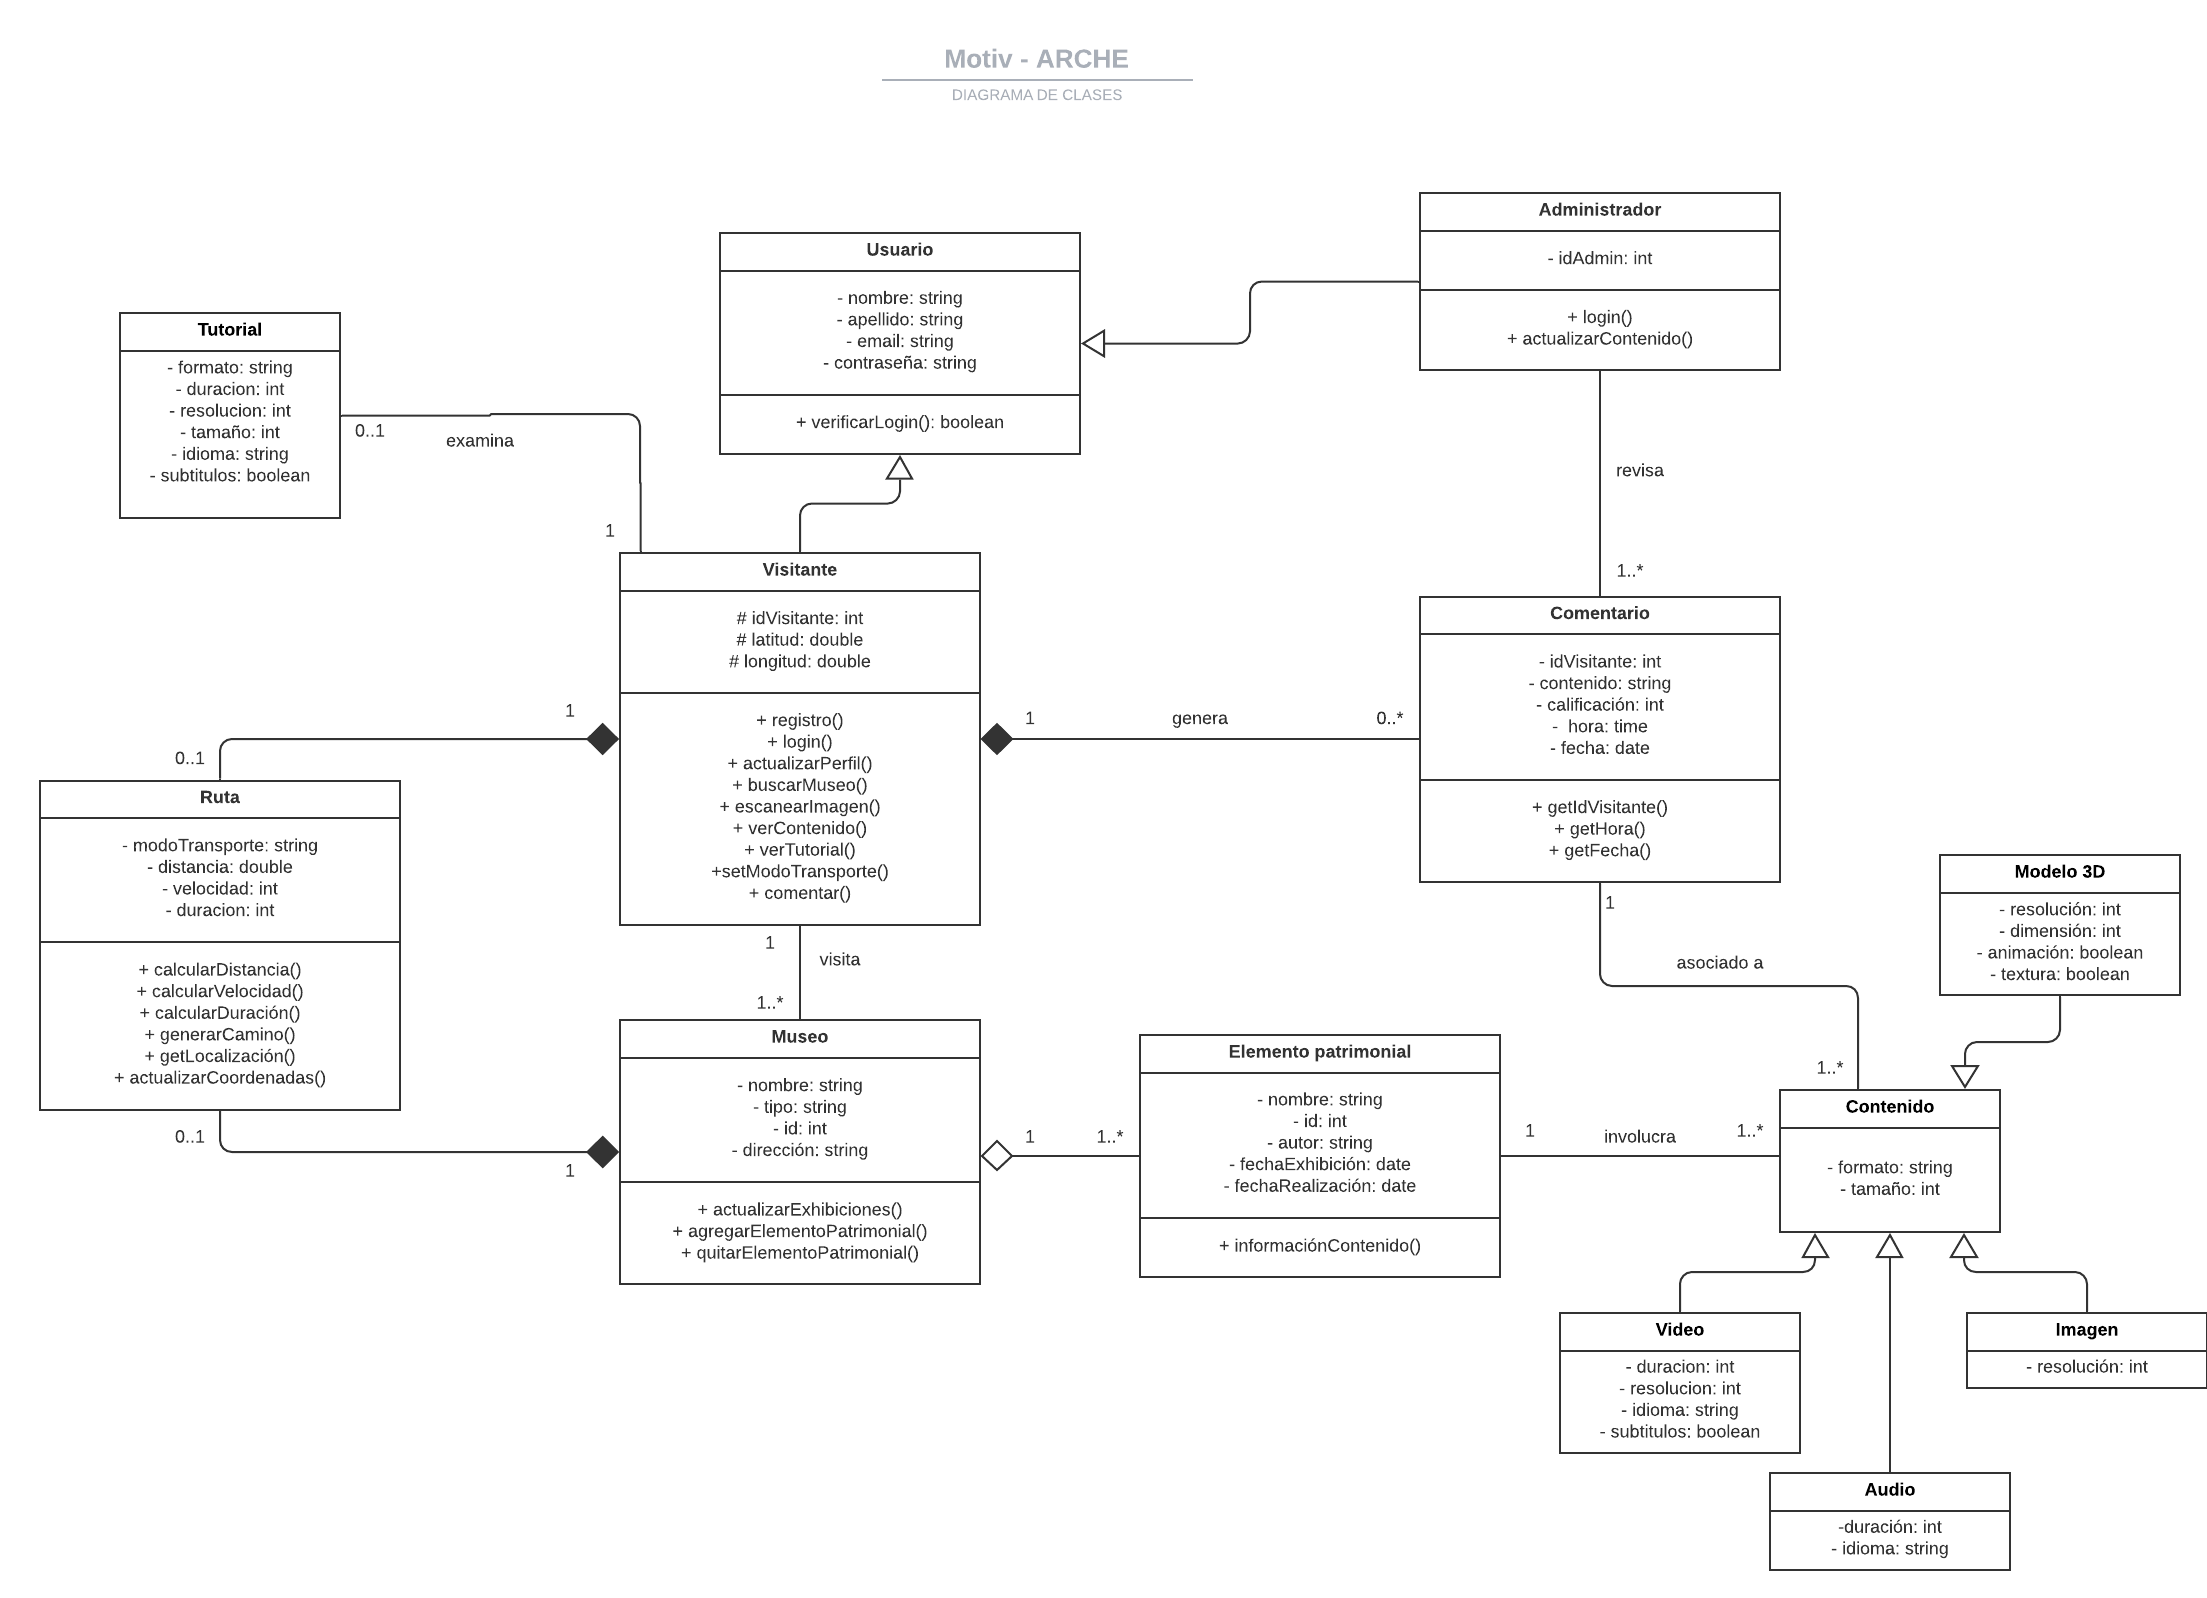 Motiv - ARCHE
DIAGRAMA DE CLASES
Administrador
- idAdmin: int
+ login()
+ actualizarContenido()
Usuario
- nombre: string
- apellido: string
- email: string
- contraseña: string
+ verificarLogin(): boolean
Tutorial
- formato: string
- duracion: int
- resolucion: int
- tamaño: int
- idioma: string
- subtitulos: boolean
0..1
examina
1
revisa
1..*
Visitante
# idVisitante: int
# latitud: double
# longitud: double
+ registro()
+ login()
+ actualizarPerfil()
+ buscarMuseo()
+ escanearImagen()
+ verContenido()
+ verTutorial()
+setModoTransporte()
+ comentar()
1
genera
0..*
Comentario
- idVisitante: int
- contenido: string
- calificación: int
-  hora: time
- fecha: date
+ getIdVisitante()
+ getHora()
+ getFecha()
1
0..1
Ruta
- modoTransporte: string
- distancia: double
- velocidad: int
- duracion: int
+ calcularDistancia()
+ calcularVelocidad()
+ calcularDuración()
+ generarCamino()
+ getLocalización()
+ actualizarCoordenadas()
0..1
1
1
visita
1..*
Museo
- nombre: string
- tipo: string
- id: int
- dirección: string
+ actualizarExhibiciones()
+ agregarElementoPatrimonial()
+ quitarElementoPatrimonial()
1
1..*
Elemento patrimonial
- nombre: string
- id: int
- autor: string
- fechaExhibición: date
- fechaRealización: date
+ informaciónContenido()
1
involucra
1..*
1
asociado a
1..*
Modelo 3D
- resolución: int
- dimensión: int
- animación: boolean
- textura: boolean
Contenido
- formato: string
- tamaño: int
Video
- duracion: int
- resolucion: int
- idioma: string
- subtitulos: boolean
Imagen
- resolución: int
Audio
-duración: int
- idioma: string